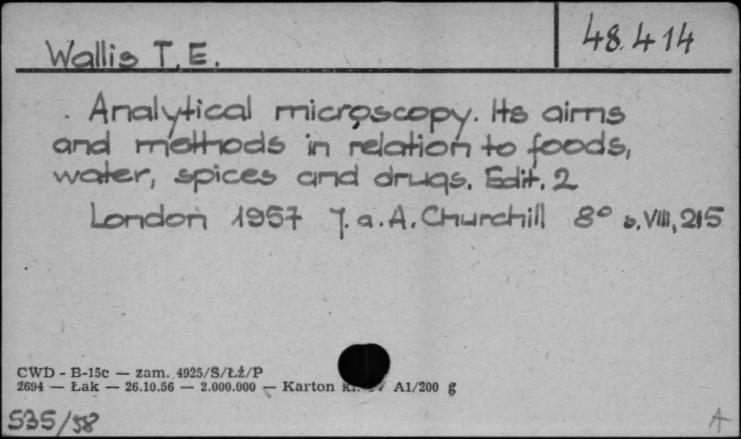 48.414
Wallis T. E.
Analytical microscopy. Its aims
and methods in relation to foods,
water, spices and drugs. Edit. 2
London 1957 J. a. A. Churchill 8° s. VIII, 215
CWD - B-15c — zam. 4925/S/Łź/P
2694 — Łak — 26.10.56 — 2.000.000 — Karton A1/200 g
535/58
A